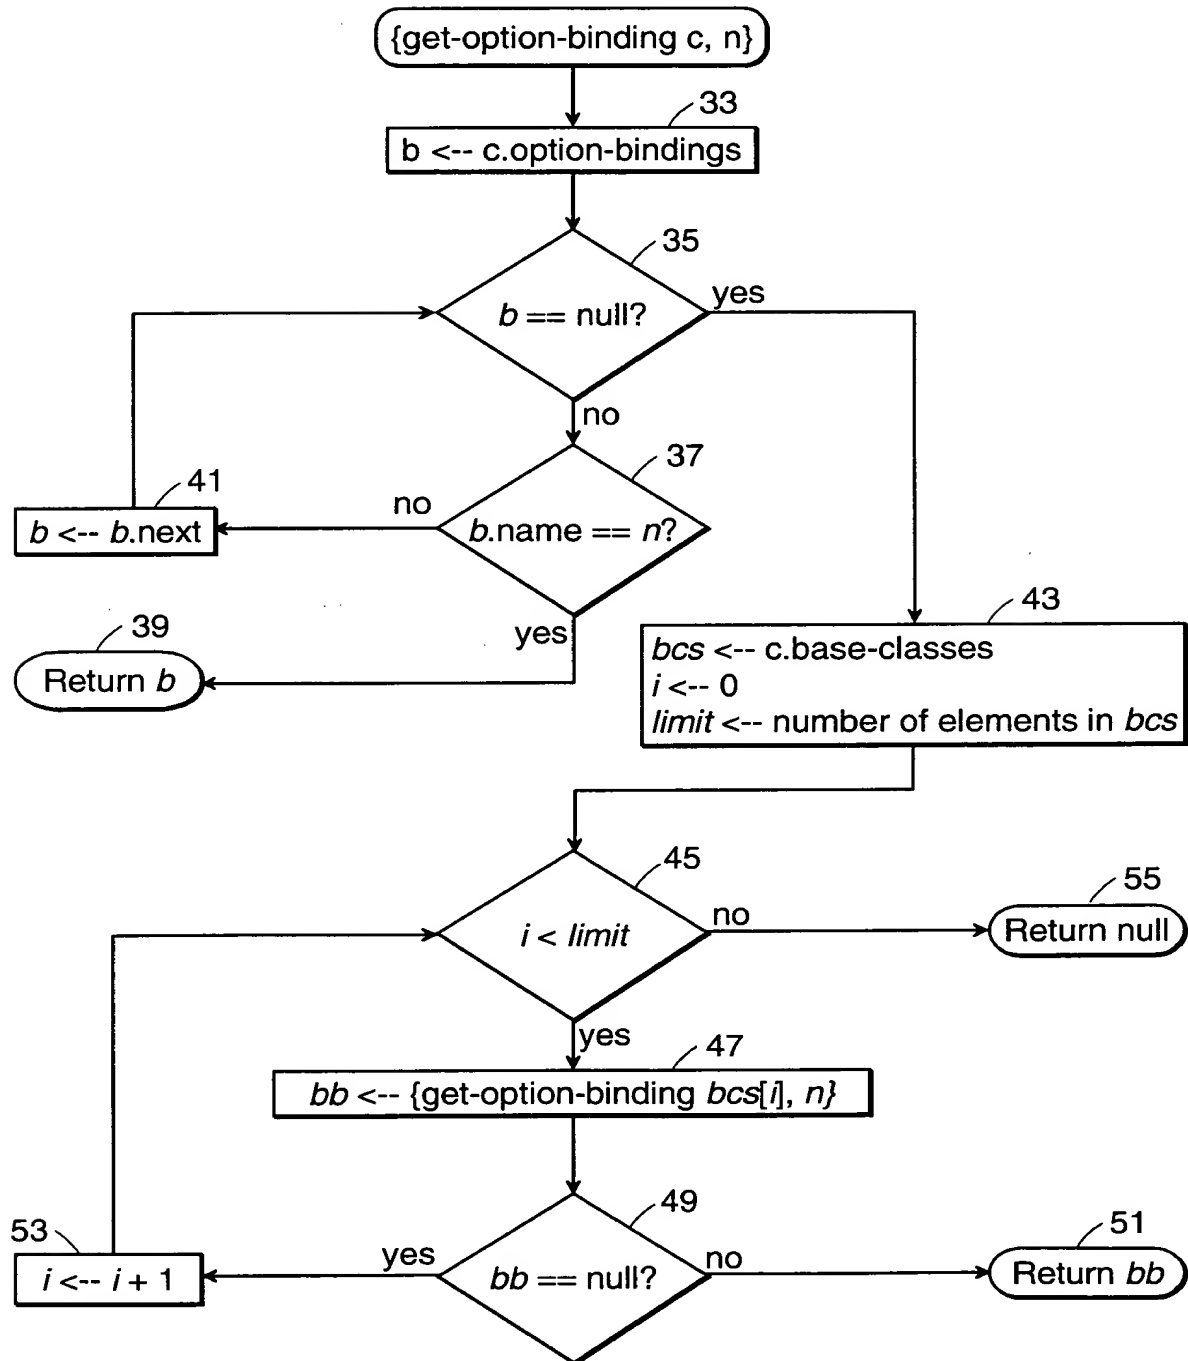 {get-option-binding c, n}
33
b <-- c.option-bindings
35
b == null?
yes
no
37
b.name == n?
no
41
b <-- b.next
yes
39
Return b
43
bcs <-- c.base-classes
i <-- 0
limit <-- number of elements in bcs
45
i < limit
no
55
Return null
yes
47
bb <-- {get-option-binding bcs[i], n}
49
bb == null?
yes
53
i <-- i + 1
no
51
Return bb